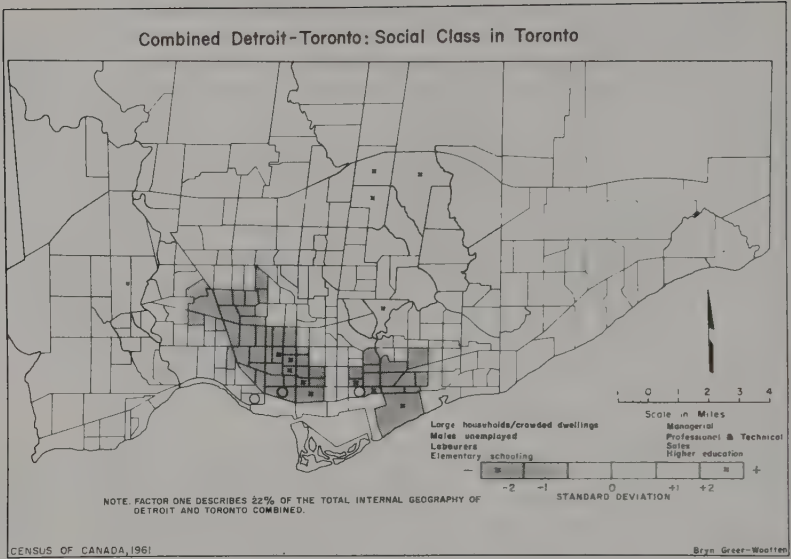 Combined Detroit-Toronto: Social Class in Toronto
0 1 2 3 4
Scale in Miles
Large households/crowded dwellings
Males unemployed
Labourers
Elementary schooling
Managerial
Professional & Technical
Sales
Higher education
- +
-2 -1 0 +1 +2
STANDARD DEVIATION
NOTE. FACTOR ONE DESCRIBES 22% OF THE TOTAL INTERNAL GEOGRAPHY OF
DETROIT AND TORONTO COMBINED.
CENSUS OF CANADA, 1961
Bryn Greer-Wootten